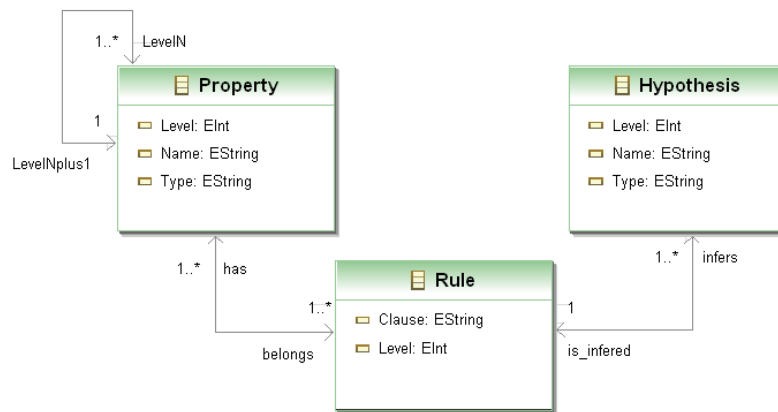 1..*
LevelN
Property
Level: EInt
Name: EString
Type: EString
1
LevelNplus1
Hypothesis
Level: EInt
Name: EString
Type: EString
1..*
has
1..*
infers
Rule
Clause: EString
Level: EInt
1..*
belongs
1
is_infered